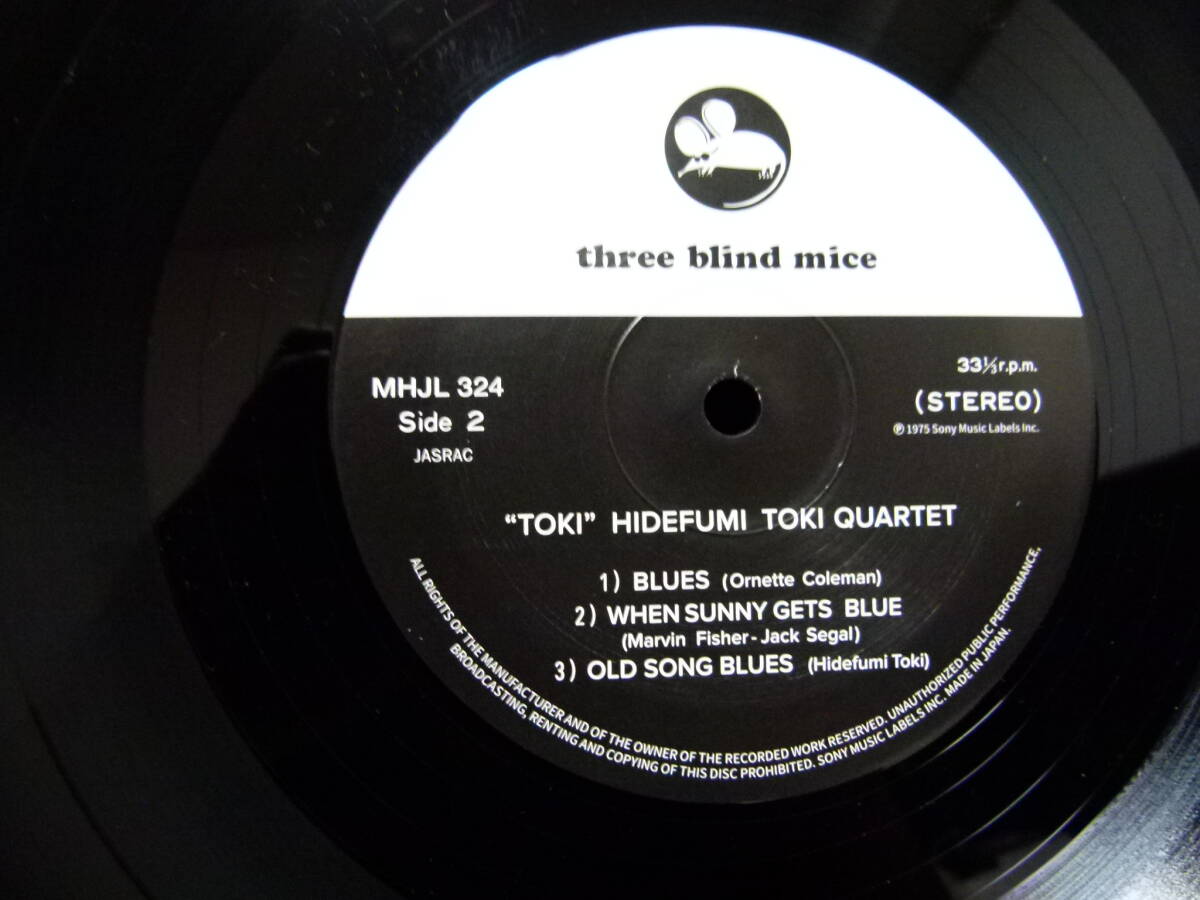 three blind mice
MHJL 324
Side 2
JASRAC
33⅓r.p.m.
(STEREO)
℗ 1975 Sony Music Labels Inc.
“TOKI” HIDEFUMI TOKI QUARTET
1) BLUES (Ornette Coleman)
2) WHEN SUNNY GETS BLUE
(Marvin Fisher-Jack Segal)
3) OLD SONG BLUES (Hidefumi Toki)
ALL RIGHTS OF THE MANUFACTURER AND OF THE OWNER OF THE RECORDED WORK RESERVED. UNAUTHORIZED PUBLIC PERFORMANCE,
BROADCASTING, RENTING AND COPYING OF THIS DISC PROHIBITED. SONY MUSIC LABELS INC. MADE IN JAPAN.